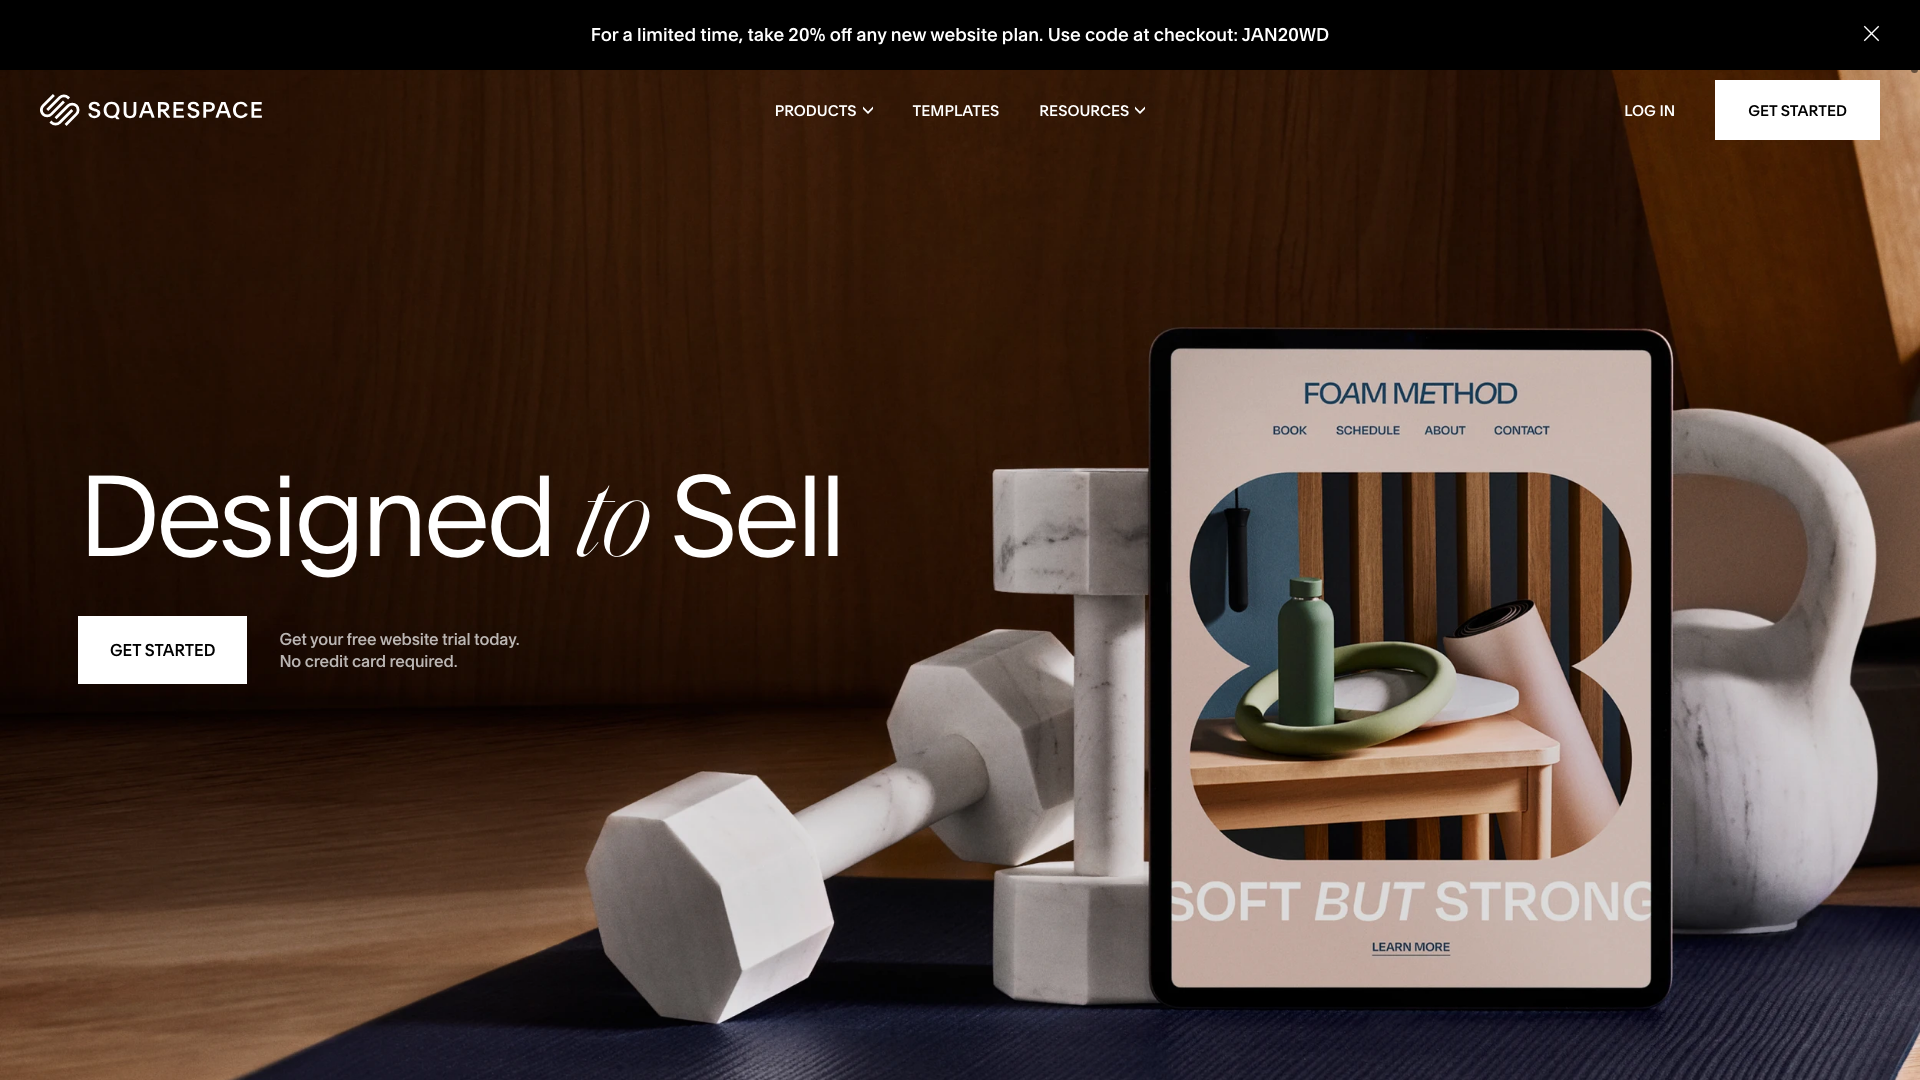 For a limited time, take 20% off any new website plan. Use code at checkout: JAN20WD
SQUARESPACE
PRODUCTS
TEMPLATES
RESOURCES
LOG IN
GET STARTED
FOAM METHOD
BOOK SCHEDULE ABOUT CONTACT
Designed to Sell
GET STARTED
Get your free website trial today.
No credit card required.
SOFT BUT STRONG
LEARN MORE